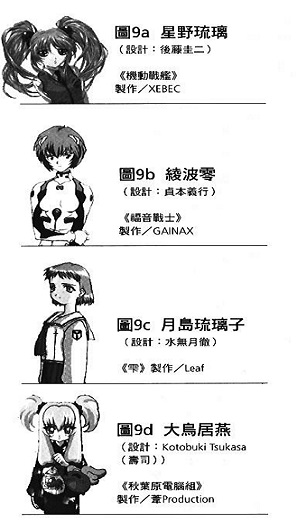 圖9a 星野琉璃
（設計：後藤圭二）
《機動戰艦》
製作／XEBEC
圖9b 綾波零
（設計：貞本義行）
《福音戰士》
製作／GAINAX
圖9c 月島琉璃子
（設計：水無月徹）
《雫》製作／Leaf
圖9d 大鳥居燕
（設計：Kotobuki Tsukasa
（壽司））
《秋葉原電腦組》
製作／葦Production